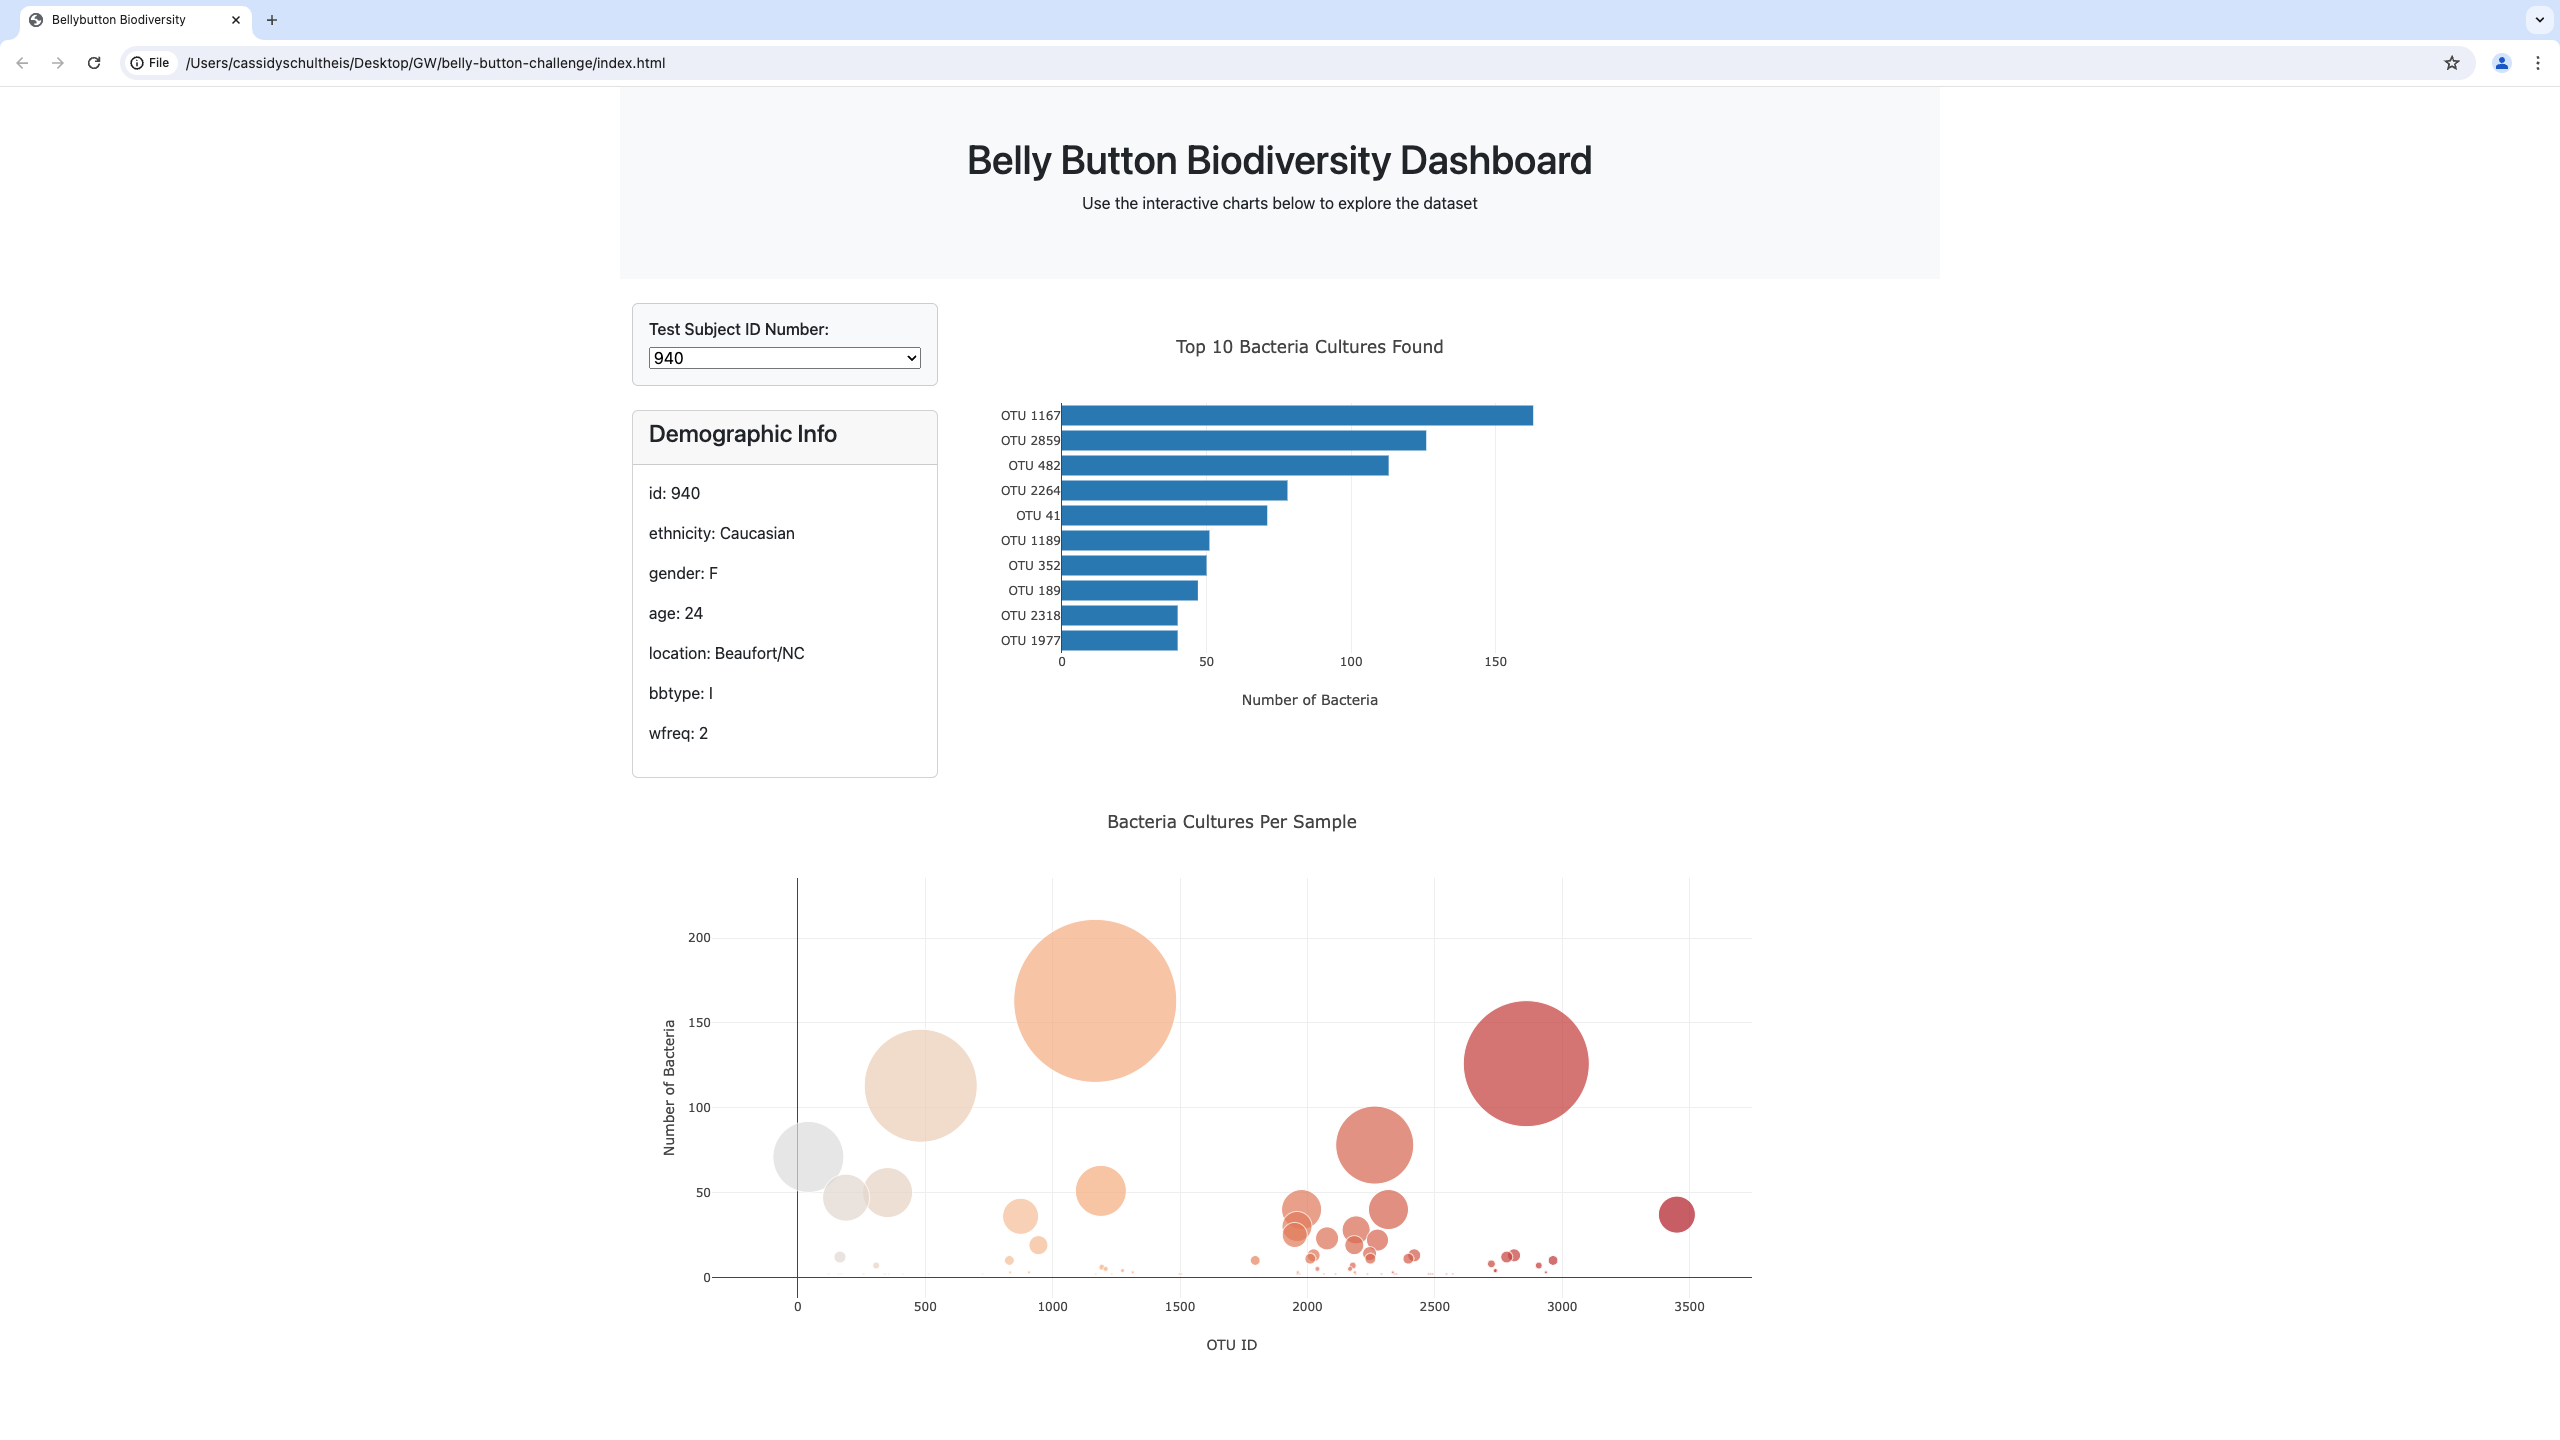 Bellybutton Biodiversity
File /Users/cassidyschultheis/Desktop/GW/belly-button-challenge/index.html
Belly Button Biodiversity Dashboard
Use the interactive charts below to explore the dataset
Test Subject ID Number:
940
Demographic Info
id: 940
ethnicity: Caucasian
gender: F
age: 24
location: Beaufort/NC
bbtype: I
wfreq: 2
Top 10 Bacteria Cultures Found
OTU 1167
OTU 2859
OTU 482
OTU 2264
OTU 41
OTU 1189
OTU 352
OTU 189
OTU 2318
OTU 1977
0 50 100 150
Number of Bacteria
Bacteria Cultures Per Sample
Number of Bacteria
200
150
100
50
0
0 500 1000 1500 2000 2500 3000 3500
OTU ID